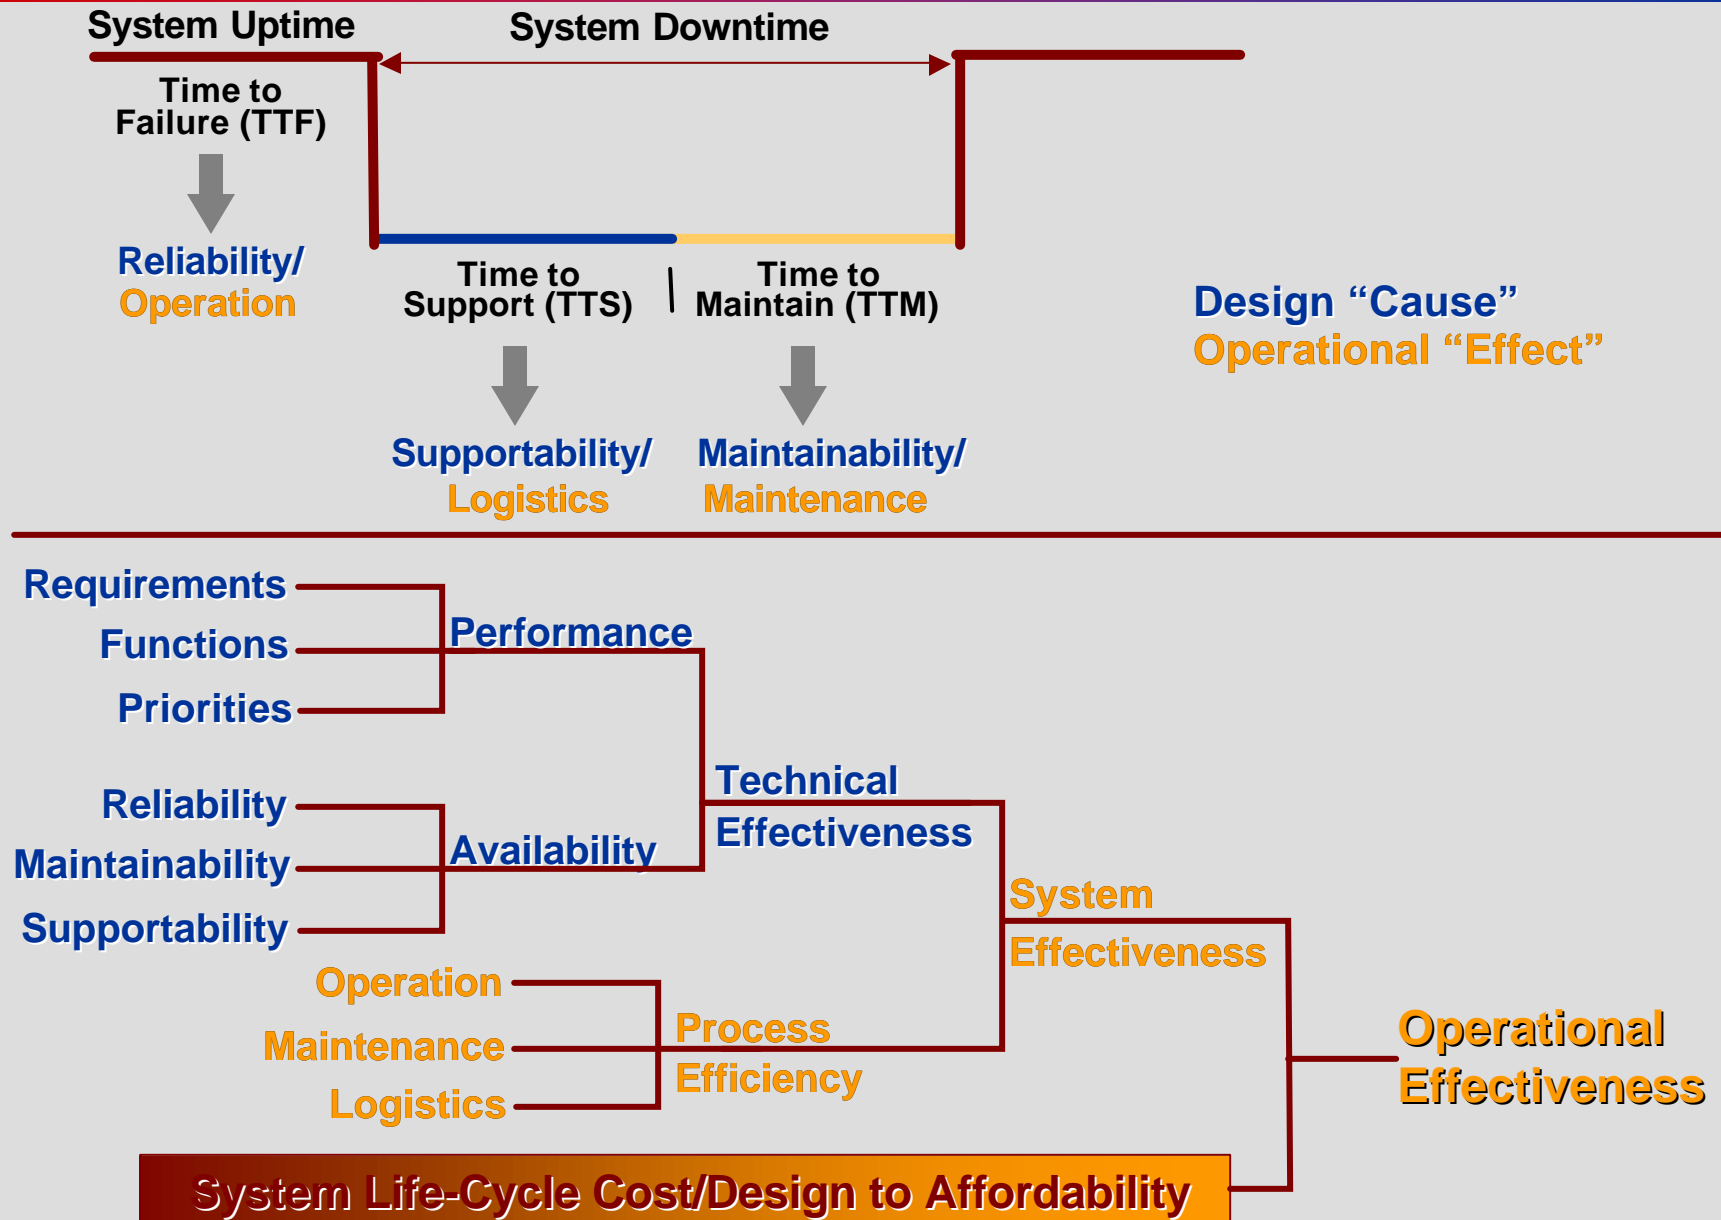 System Uptime
System Downtime
Time to
Failure (TTF)
Reliability/
Operation
Time to
Support (TTS)
Time to
Maintain (TTM)
Supportability/
Logistics
Maintainability/
Maintenance
Design “Cause”
Operational “Effect”
Requirements
Functions
Priorities
Performance
Reliability
Maintainability
Supportability
Availability
Technical
Effectiveness
Operation
Maintenance
Logistics
Process
Efficiency
System
Effectiveness
Operational
Effectiveness
System Life-Cycle Cost/Design to Affordability